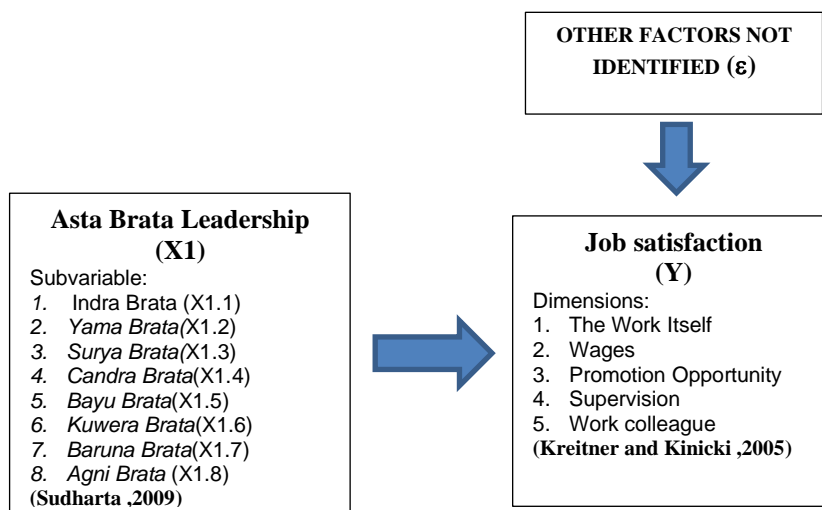 OTHER FACTORS NOT
IDENTIFIED (ε)
Asta Brata Leadership
(X1)
Subvariable:
1. Indra Brata (X1.1)
2. Yama Brata(X1.2)
3. Surya Brata(X1.3)
4. Candra Brata(X1.4)
5. Bayu Brata(X1.5)
6. Kuwera Brata(X1.6)
7. Baruna Brata(X1.7)
8. Agni Brata (X1.8)
(Sudharta ,2009)
Job satisfaction
(Y)
Dimensions:
1. The Work Itself
2. Wages
3. Promotion Opportunity
4. Supervision
5. Work colleague
(Kreitner and Kinicki ,2005)